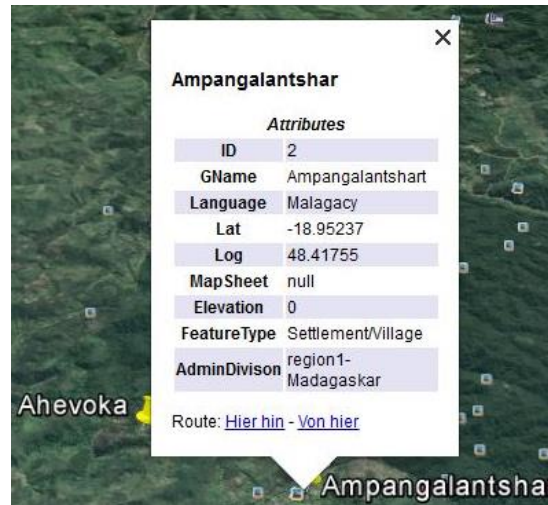 Ampangalantshar
Attributes
ID 2
GName Ampangalantshart
Language Malagacy
Lat -18.95237
Log 48.41755
MapSheet null
Elevation 0
FeatureType Settlement/Village
AdminDivison region1-
Madagaskar
Route: Hier hin - Von hier
Ahevoka
Ampangalantsha